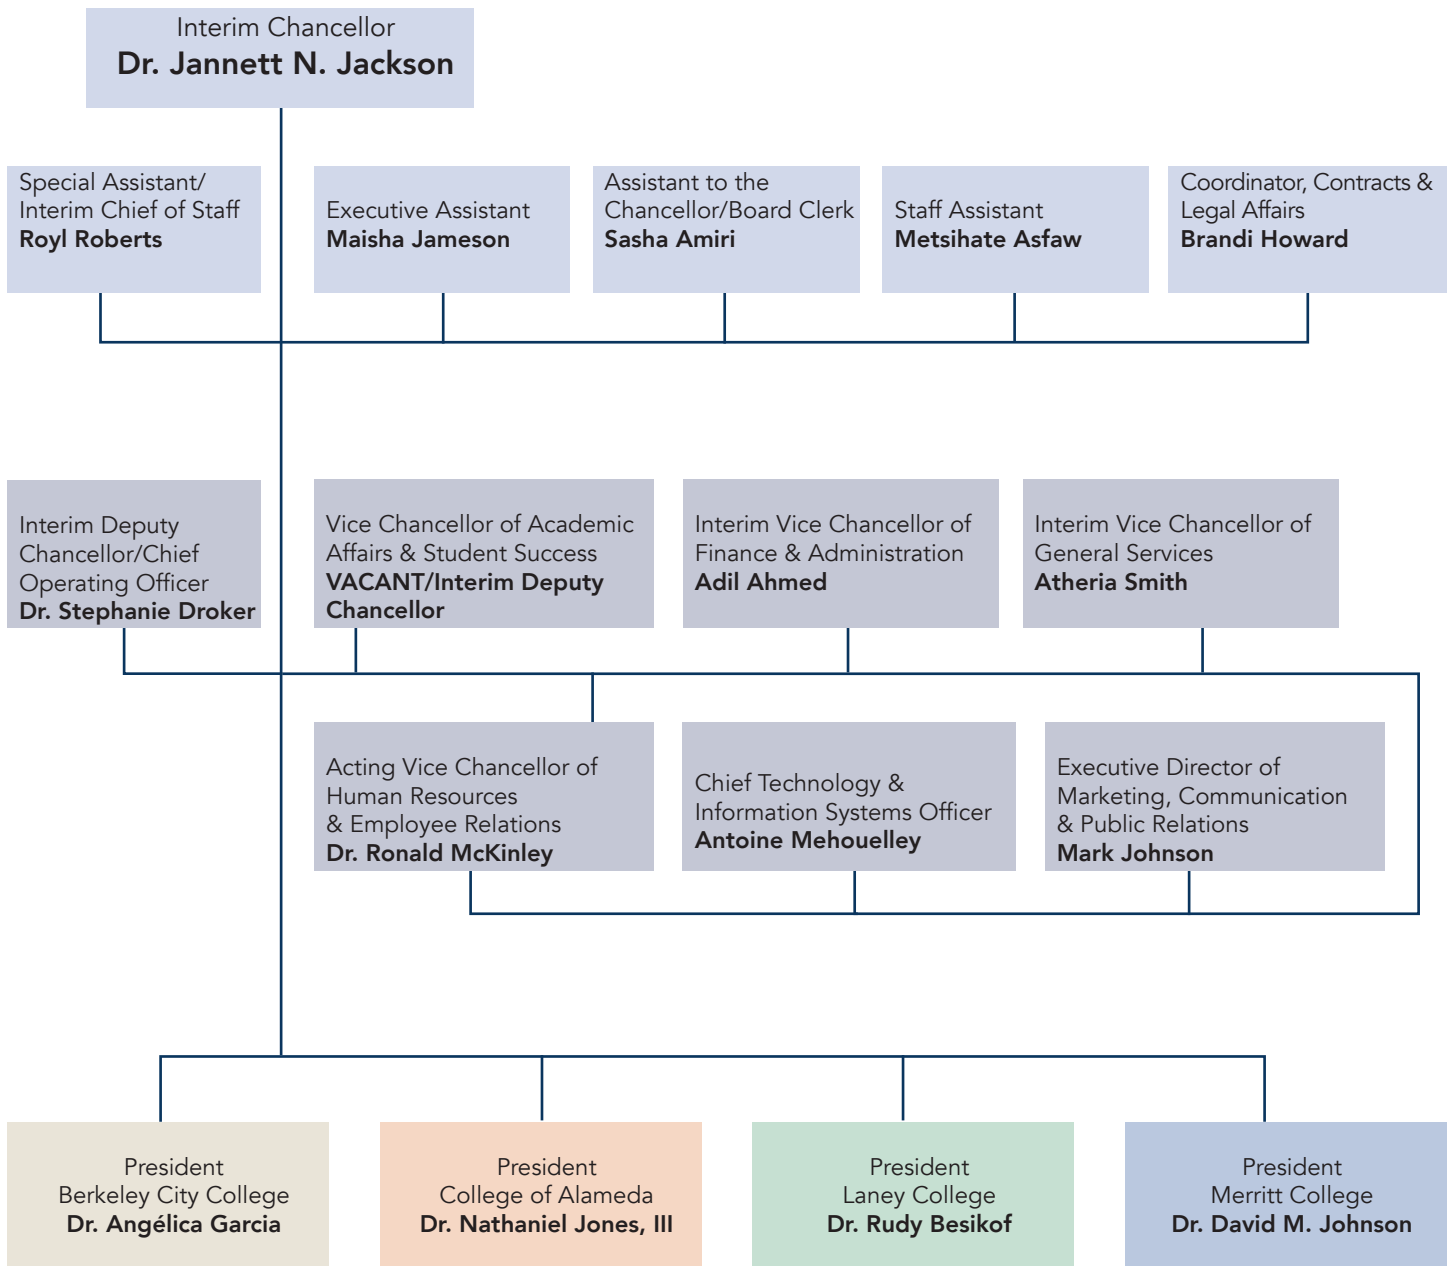 Interim Chancellor
Dr. Jannett N. Jackson
Special Assistant/
Interim Chief of Staff
Royl Roberts
Executive Assistant
Maisha Jameson
Assistant to the
Chancellor/Board Clerk
Sasha Amiri
Staff Assistant
Metsihate Asfaw
Coordinator, Contracts &
Legal Affairs
Brandi Howard
Interim Deputy
Chancellor/Chief
Operating Officer
Dr. Stephanie Droker
Vice Chancellor of Academic
Affairs & Student Success
VACANT/Interim Deputy
Chancellor
Interim Vice Chancellor of
Finance & Administration
Adil Ahmed
Interim Vice Chancellor of
General Services
Atheria Smith
Acting Vice Chancellor of
Human Resources
& Employee Relations
Dr. Ronald McKinley
Chief Technology &
Information Systems Officer
Antoine Mehouelley
Executive Director of
Marketing, Communication
& Public Relations
Mark Johnson
President
Berkeley City College
Dr. Angélica Garcia
President
College of Alameda
Dr. Nathaniel Jones, III
President
Laney College
Dr. Rudy Besikof
President
Merritt College
Dr. David M. Johnson